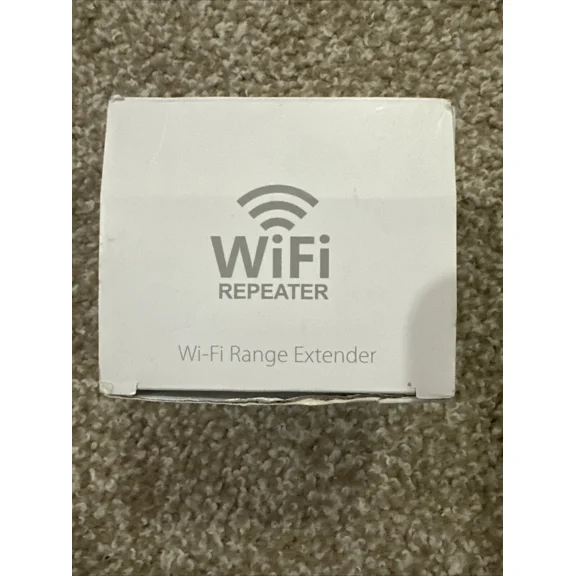 WiFi
REPEATER
Wi-Fi Range Extender